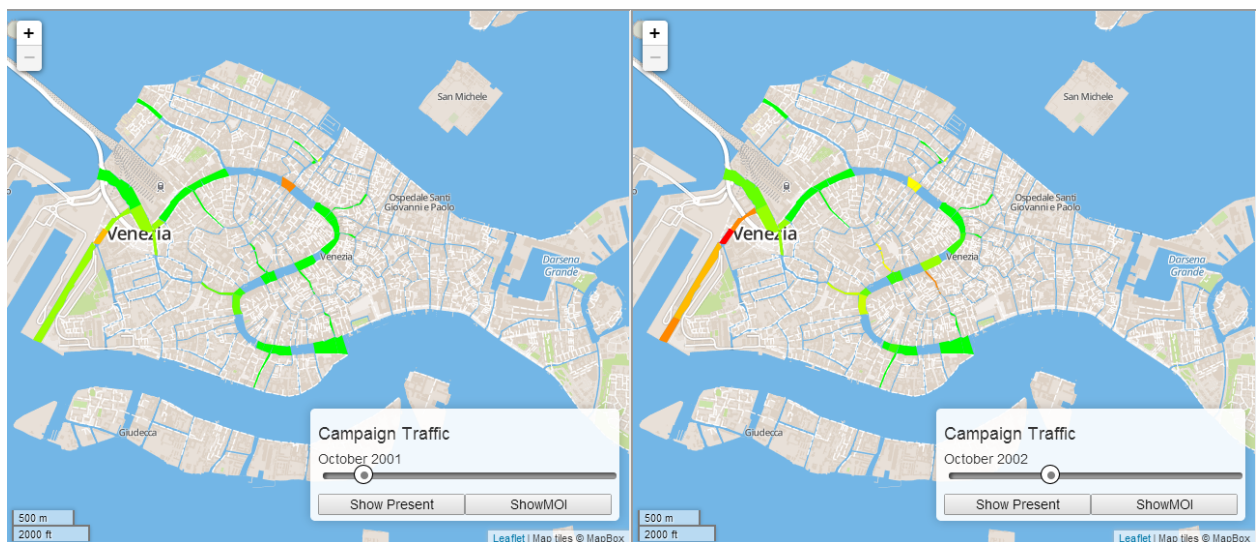 +
−
San Michele
Ospedale Santi
Giovanni e Paolo
Venezia
Venezia
Darsena
Grande
Giudecca
Campaign Traffic
October 2001
Show Present
ShowMOI
500 m
2000 ft
Leaflet | Map tiles © MapBox
+
−
San Michele
Ospedale Santi
Giovanni e Paolo
Venezia
Venezia
Darsena
Grande
Giudecca
Campaign Traffic
October 2002
Show Present
ShowMOI
500 m
2000 ft
Leaflet | Map tiles © MapBox